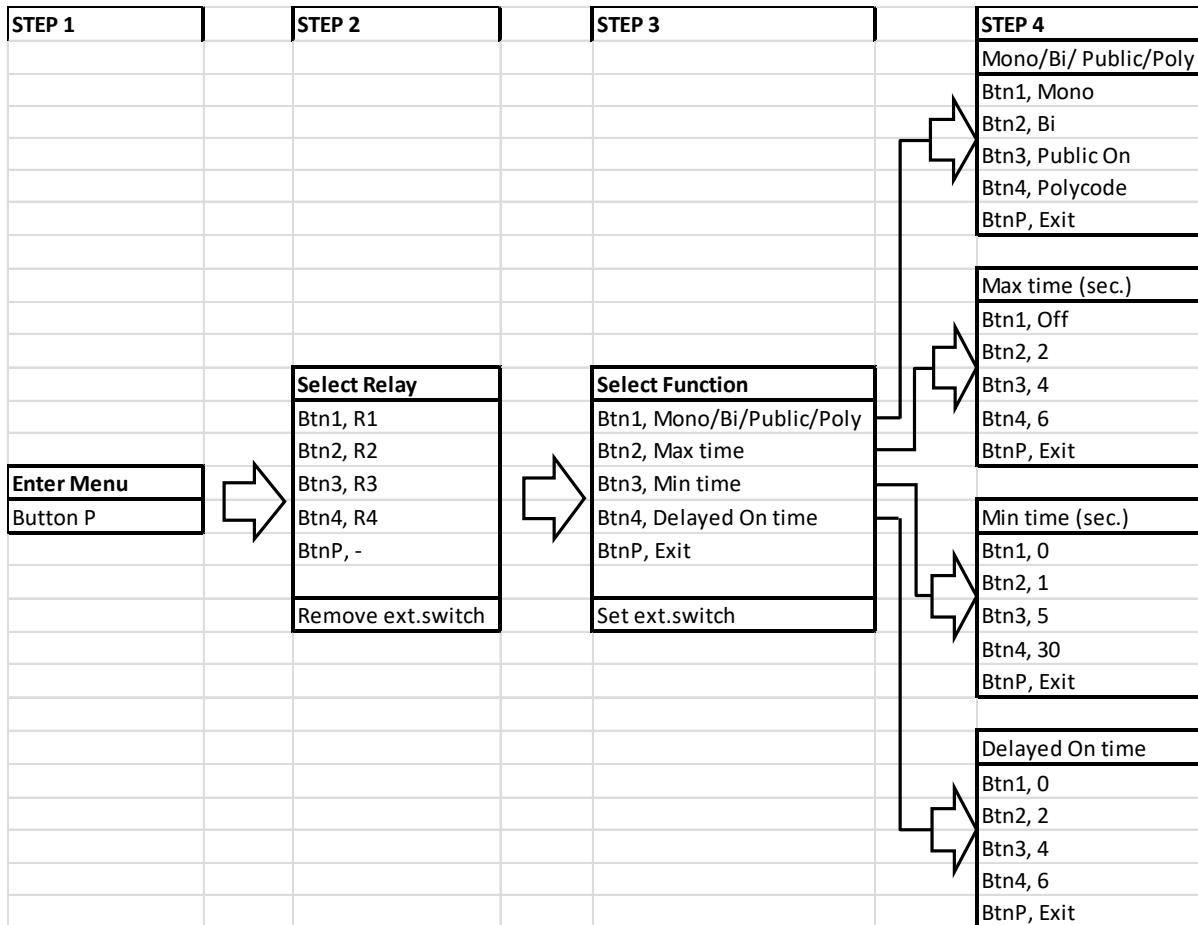 STEP 1
STEP 2
STEP 3
STEP 4
Enter Menu
Button P
Select Relay
Btn1, R1
Btn2, R2
Btn3, R3
Btn4, R4
BtnP, -
Remove ext.switch
Select Function
Btn1, Mono/Bi/Public/Poly
Btn2, Max time
Btn3, Min time
Btn4, Delayed On time
BtnP, Exit
Set ext.switch
Mono/Bi/ Public/Poly
Btn1, Mono
Btn2, Bi
Btn3, Public On
Btn4, Polycode
BtnP, Exit
Max time (sec.)
Btn1, Off
Btn2, 2
Btn3, 4
Btn4, 6
BtnP, Exit
Min time (sec.)
Btn1, 0
Btn2, 1
Btn3, 5
Btn4, 30
BtnP, Exit
Delayed On time
Btn1, 0
Btn2, 2
Btn3, 4
Btn4, 6
BtnP, Exit